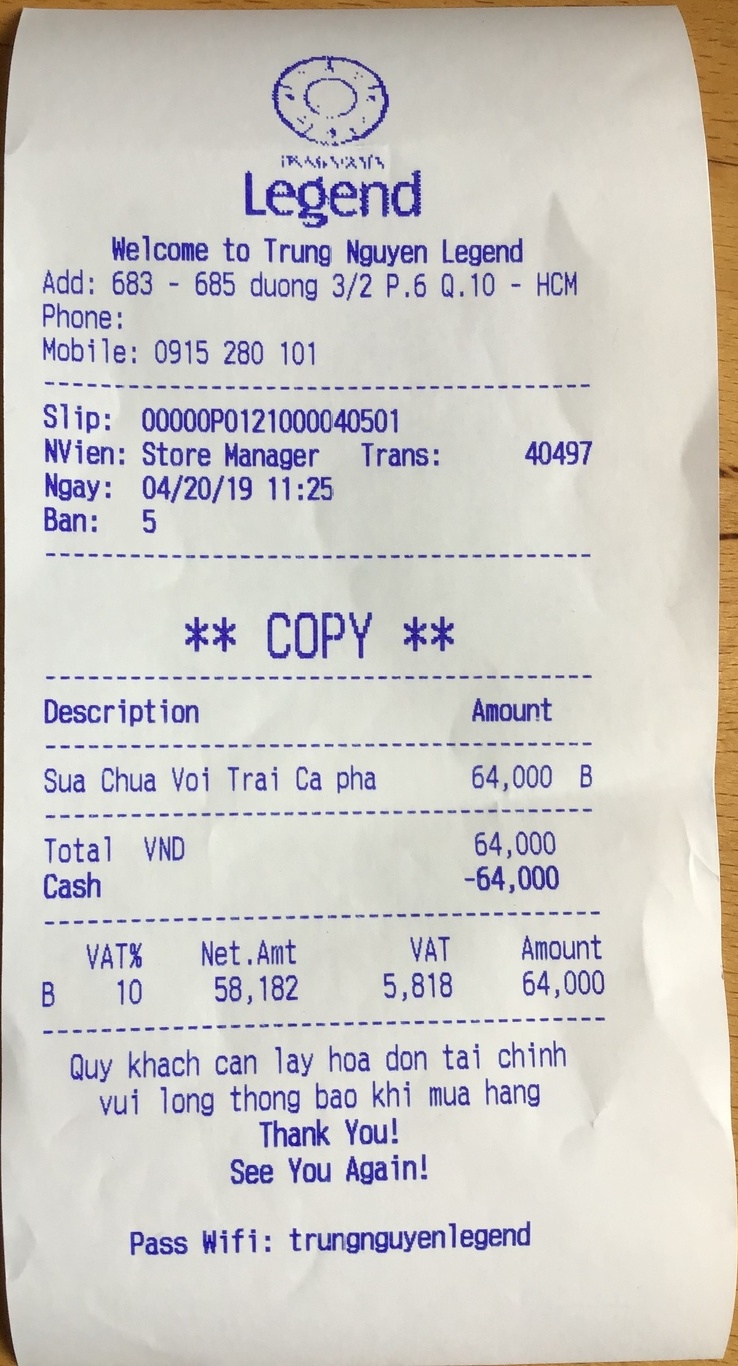 Legend
Welcome to Trung Nguyen Legend
Add: 683 - 685 duong 3/2 P.6 Q.10 - HCM
Phone:
Mobile: 0915 280 101
Slip: 00000P0121000040501
NVien: Store Manager Trans: 40497
Ngay: 04/20/19 11:25
Ban: 5
** COPY **
Description Amount
Sua Chua Voi Trai Ca pha 64,000 B
Total VND 64,000
Cash -64,000
VAT% Net.Amt VAT Amount
B 10 58,182 5,818 64,000
Quy khach can lay hoa don tai chinh
vui long thong bao khi mua hang
Thank You!
See You Again!
Pass Wifi: trungnguyenlegend